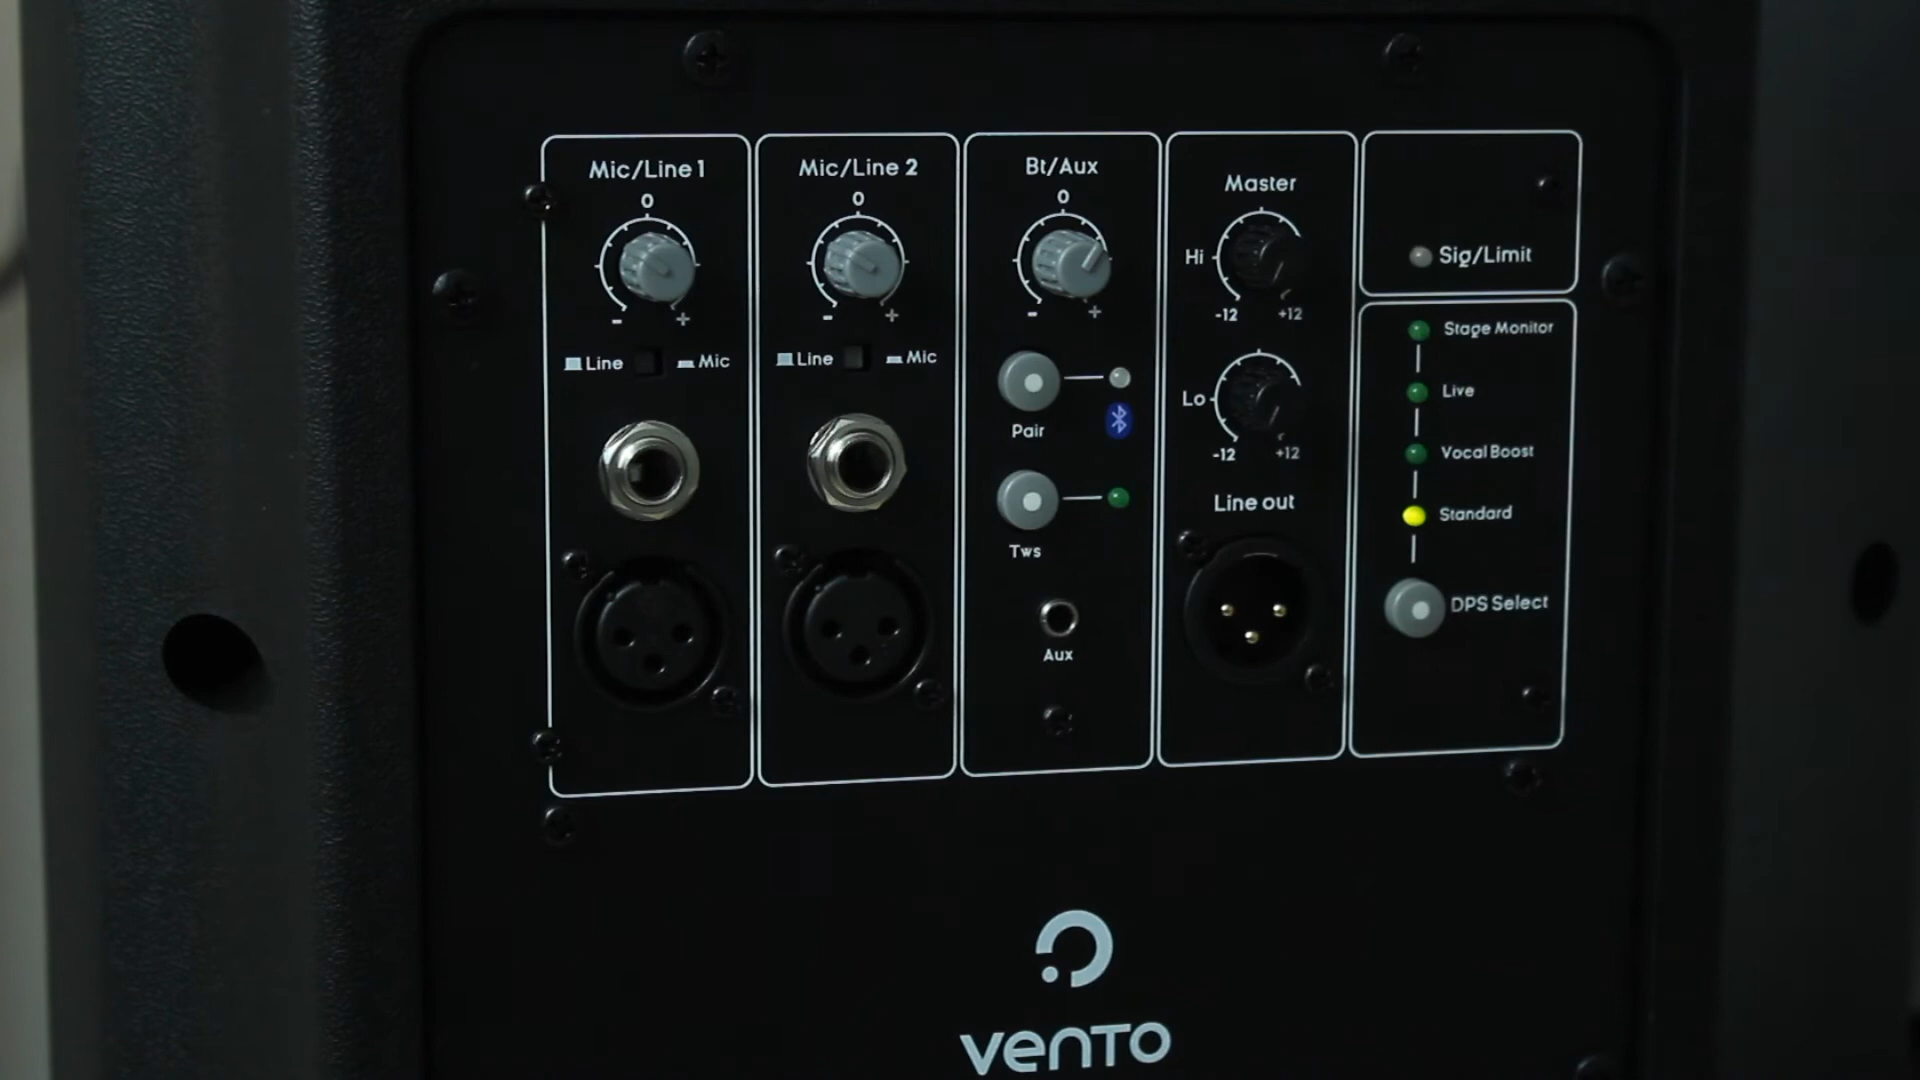 Mic/Line 1
0
- +
Line Mic
Mic/Line 2
0
- +
Line Mic
Bt/Aux
0
- +
Pair
Tws
Aux
Master
Hi
-12 +12
Lo
-12 +12
Line out
Sig/Limit
Stage Monitor
Live
Vocal Boost
Standard
DPS Select
VENTO